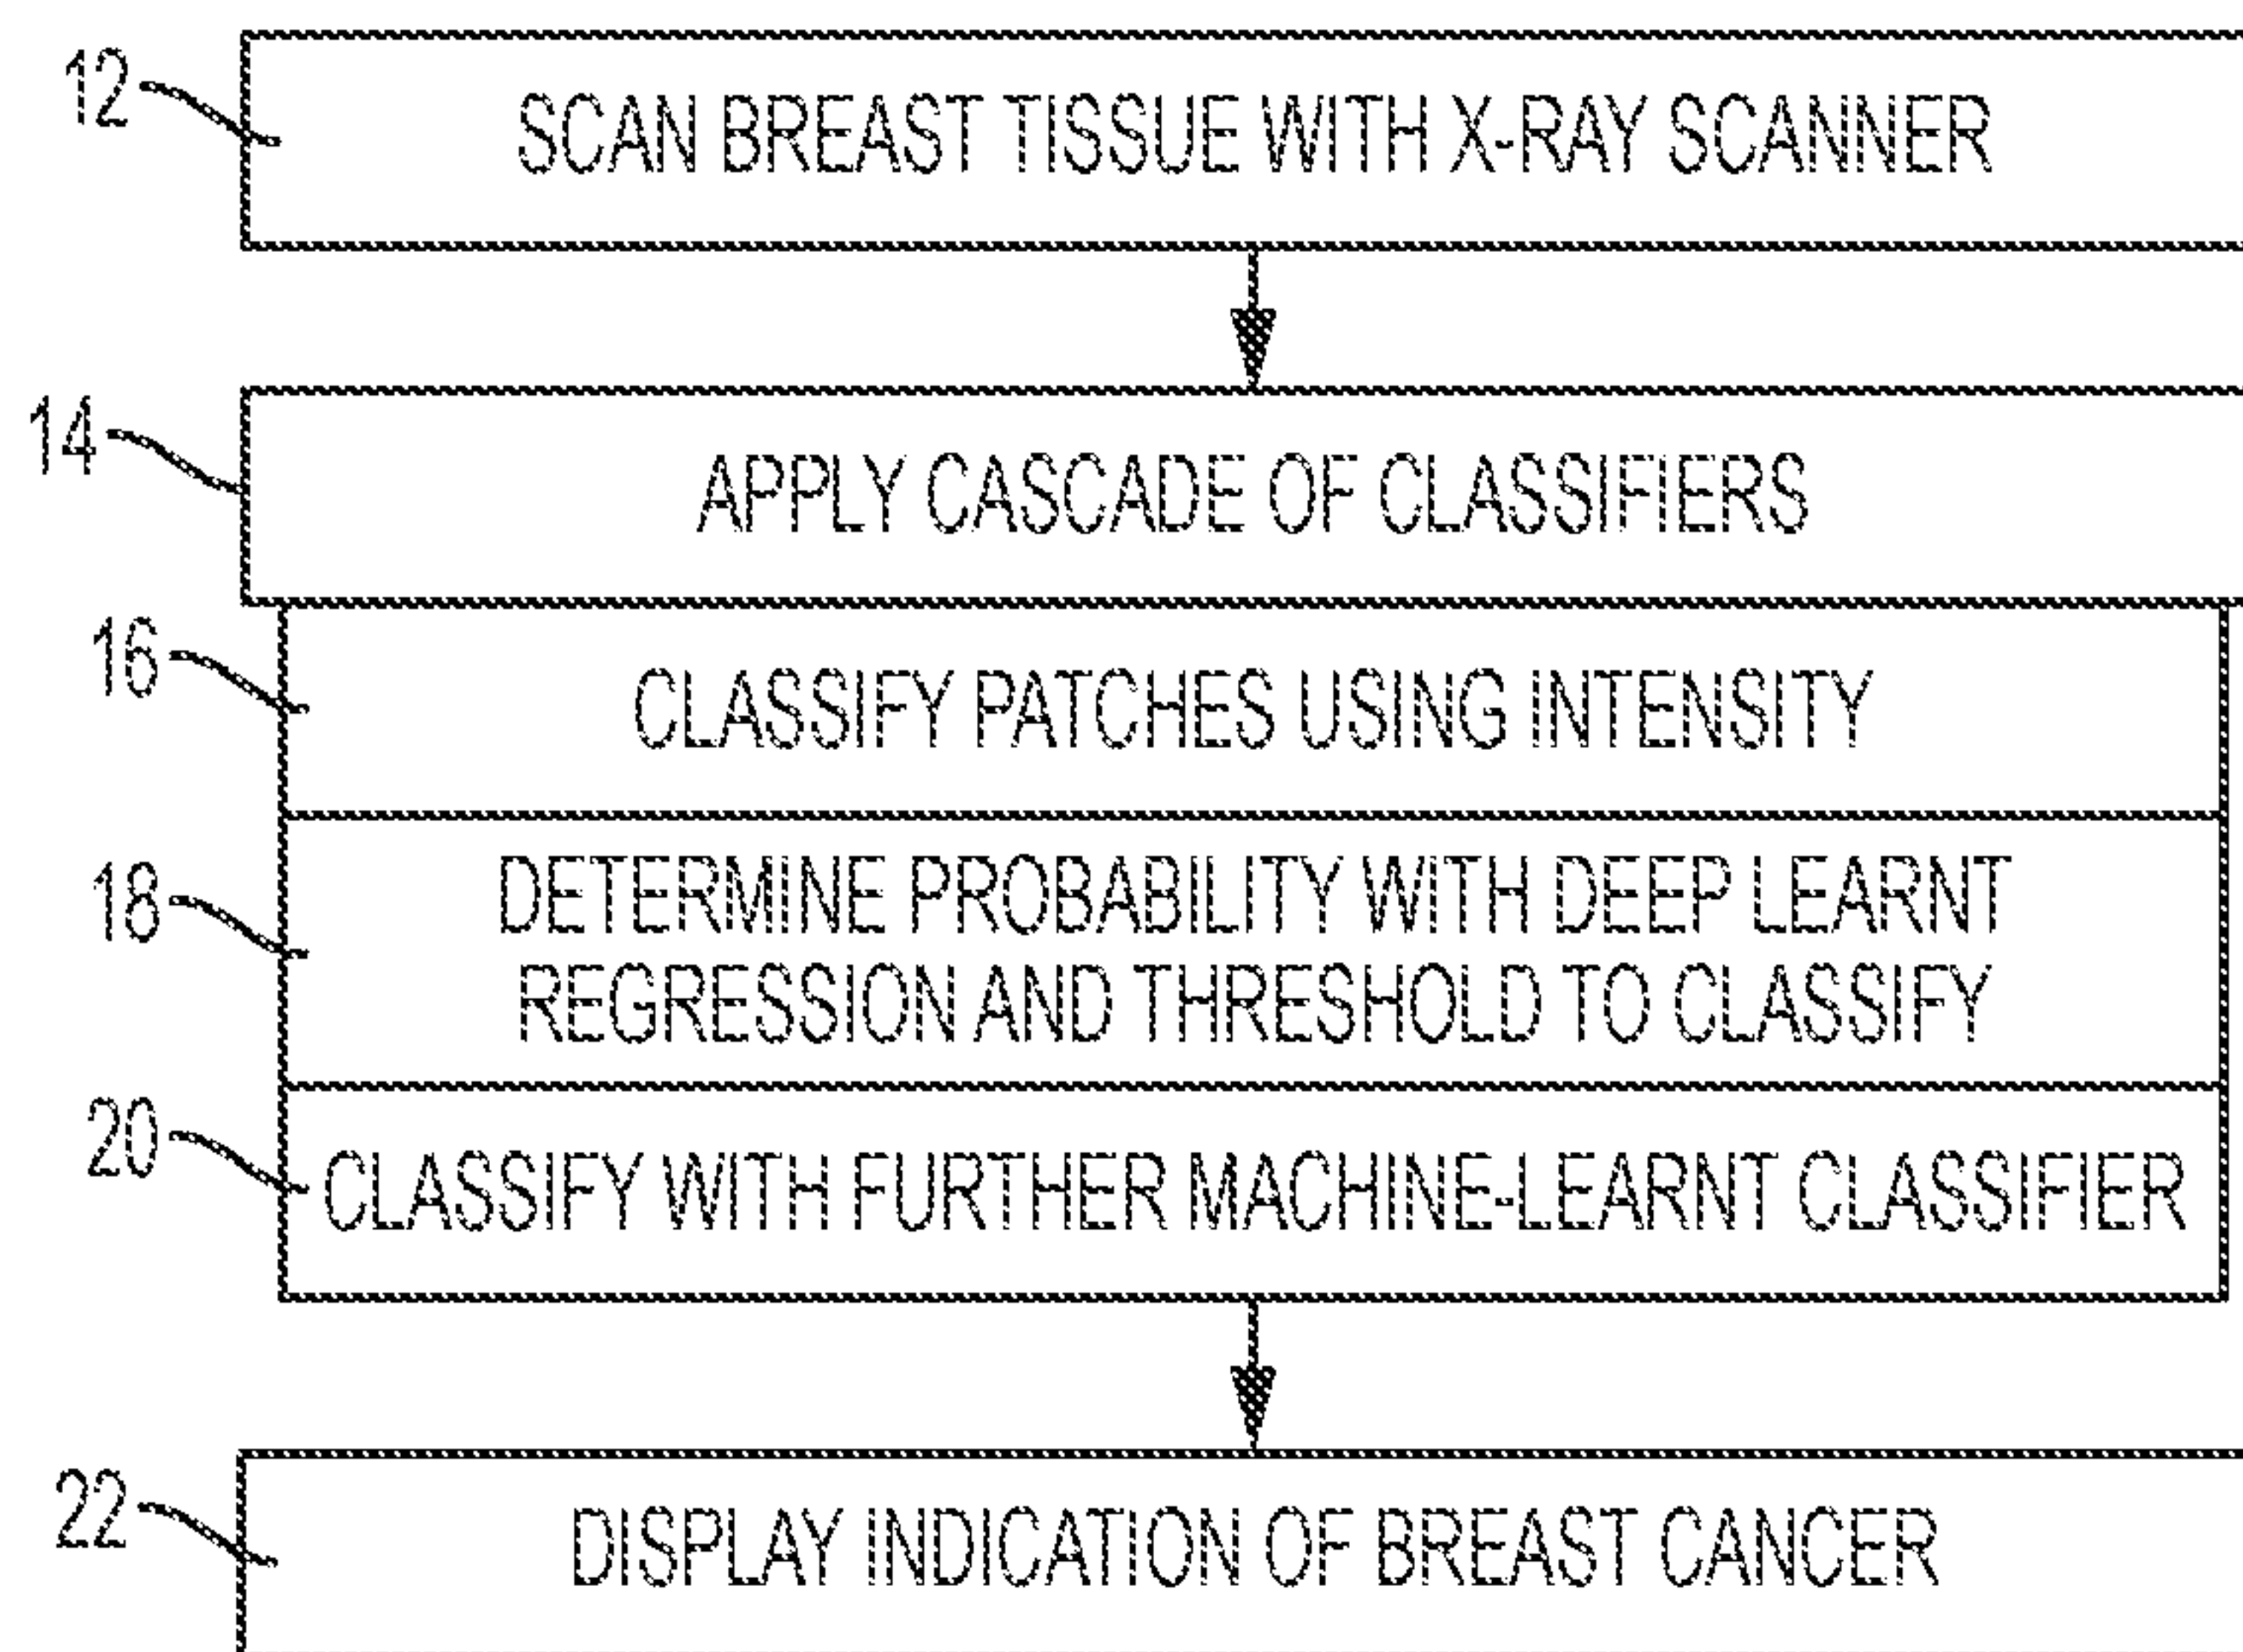 12
SCAN BREAST TISSUE WITH X-RAY SCANNER
14
APPLY CASCADE OF CLASSIFIERS
16
CLASSIFY PATCHES USING INTENSITY
18
DETERMINE PROBABILITY WITH DEEP LEARNT
REGRESSION AND THRESHOLD TO CLASSIFY
20
CLASSIFY WITH FURTHER MACHINE-LEARNT CLASSIFIER
22
DISPLAY INDICATION OF BREAST CANCER